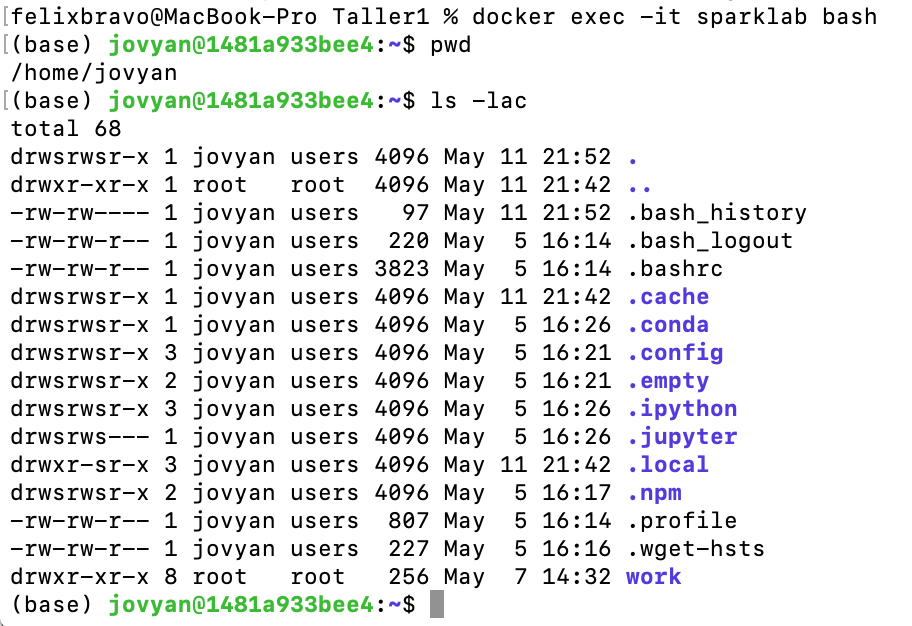 [felixbravo@MacBook-Pro Taller1 % docker exec -it sparklab bash
[(base) jovyan@1481a933bee4:~$ pwd
/home/jovyan
[(base) jovyan@1481a933bee4:~$ ls -lac
total 68
drwsrwsr-x 1 jovyan users 4096 May 11 21:52 .
drwxr-xr-x 1 root   root  4096 May 11 21:42 ..
-rw-rw---- 1 jovyan users   97 May 11 21:52 .bash_history
-rw-rw-r-- 1 jovyan users  220 May  5 16:14 .bash_logout
-rw-rw-r-- 1 jovyan users 3823 May  5 16:14 .bashrc
drwsrwsr-x 1 jovyan users 4096 May 11 21:42 .cache
drwsrwsr-x 1 jovyan users 4096 May  5 16:26 .conda
drwsrwsr-x 3 jovyan users 4096 May  5 16:21 .config
drwsrwsr-x 2 jovyan users 4096 May  5 16:21 .empty
drwsrwsr-x 3 jovyan users 4096 May  5 16:26 .ipython
drwsrws--- 1 jovyan users 4096 May  5 16:26 .jupyter
drwxr-sr-x 3 jovyan users 4096 May 11 21:42 .local
drwsrwsr-x 2 jovyan users 4096 May  5 16:17 .npm
-rw-rw-r-- 1 jovyan users  807 May  5 16:14 .profile
-rw-rw-r-- 1 jovyan users  227 May  5 16:16 .wget-hsts
drwxr-xr-x 8 root   root   256 May  7 14:32 work
(base) jovyan@1481a933bee4:~$